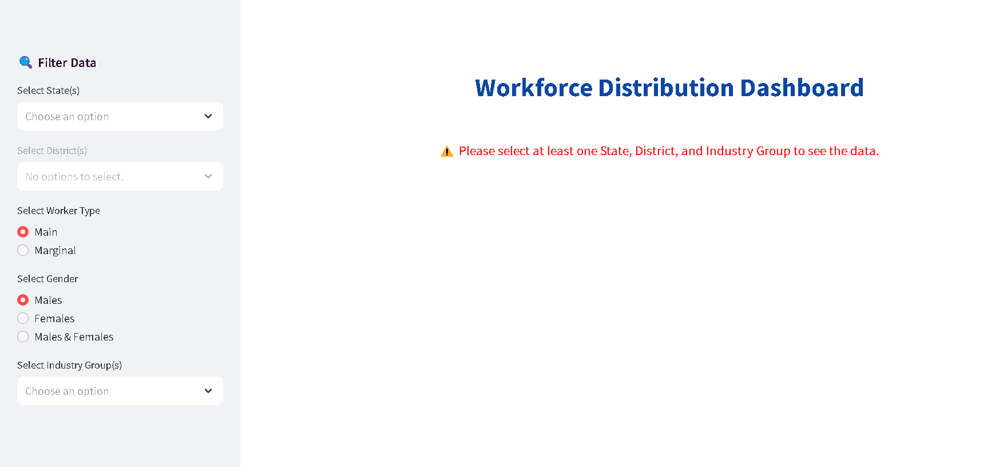 Filter Data
Select State(s)
Choose an option
Select District(s)
No options to select.
Select Worker Type
Main
Marginal
Select Gender
Males
Females
Males & Females
Select Industry Group(s)
Choose an option
Workforce Distribution Dashboard
Please select at least one State, District, and Industry Group to see the data.